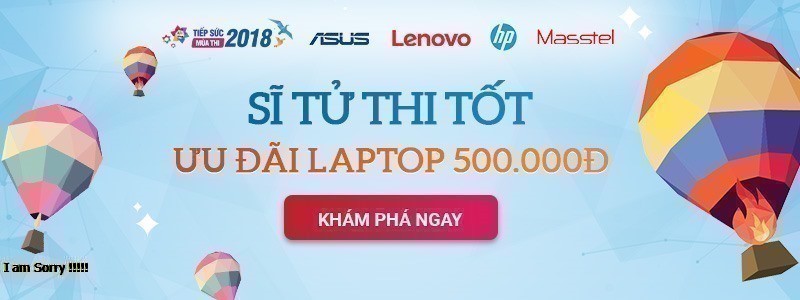 TIẾP SỨC
MÙA THI 2018
ASUS
Lenovo
hp
Masstel
SĨ TỬ THI TỐT
ƯU ĐÃI LAPTOP 500.000Đ
KHÁM PHÁ NGAY
I am Sorry !!!!!